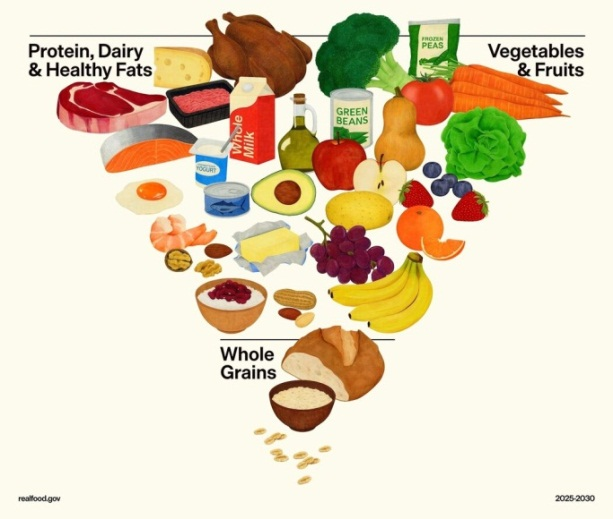 Protein, Dairy
& Healthy Fats
Vegetables
& Fruits
FROZEN
PEAS
GREEN
BEANS
Whole
Milk
YOGURT
Whole
Grains
realfood.gov
2025-2030